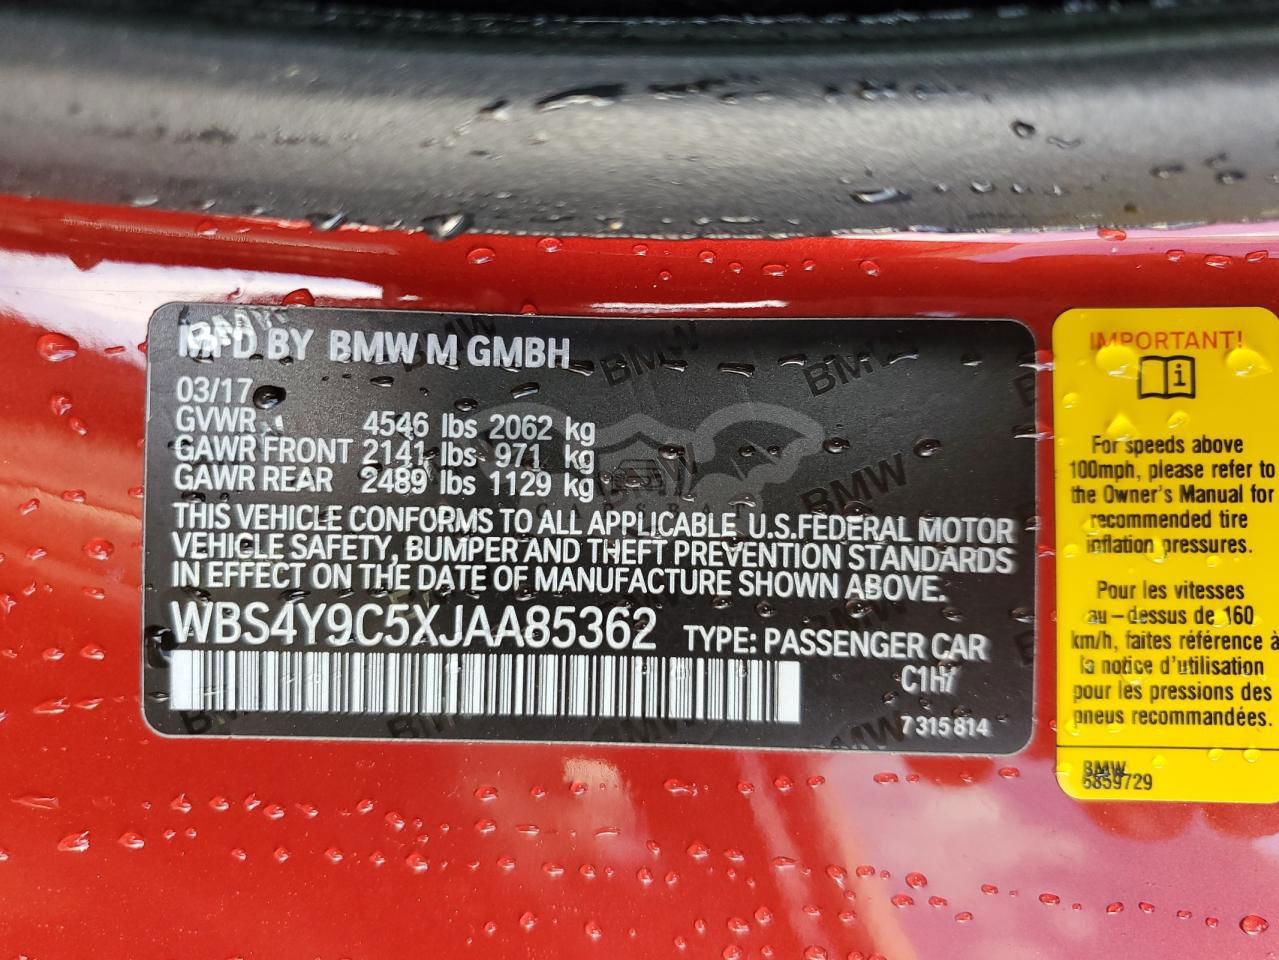 MFD BY BMW M GMBH
03/17
GVWR 4546 lbs 2062 kg
GAWR FRONT 2141 lbs 971 kg
GAWR REAR 2489 lbs 1129 kg
THIS VEHICLE CONFORMS TO ALL APPLICABLE U.S.FEDERAL MOTOR
VEHICLE SAFETY, BUMPER AND THEFT PREVENTION STANDARDS
IN EFFECT ON THE DATE OF MANUFACTURE SHOWN ABOVE.
WBS4Y9C5XJAA85362 TYPE: PASSENGER CAR
C1H/
7 315 814
IMPORTANT!
For speeds above
100mph, please refer to
the Owner's Manual for
recommended tire
inflation pressures.
Pour les vitesses
au-dessus de 160
km/h, faites référence à
la notice d'utilisation
pour les pressions des
pneus recommandées.
BMW
6859729